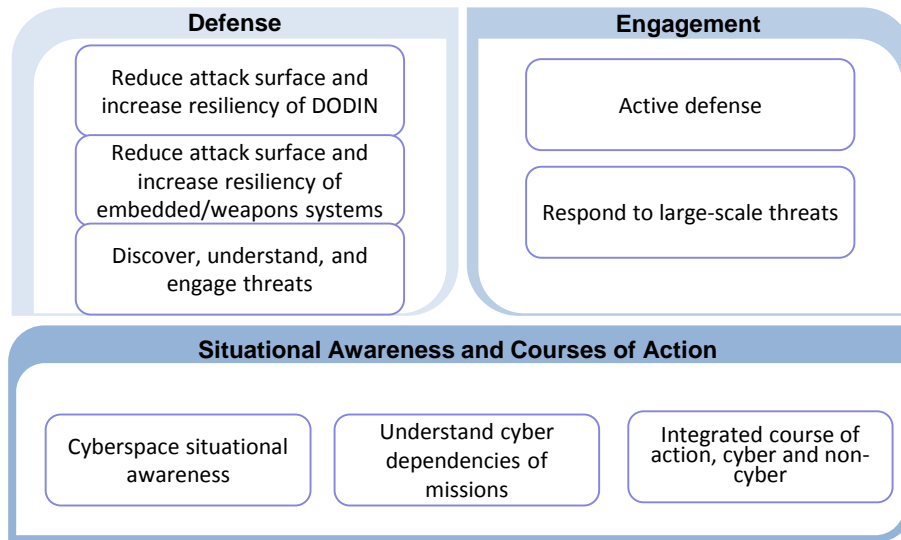 Defense
Reduce attack surface and
increase resiliency of DODIN
Reduce attack surface and
increase resiliency of
embedded/weapons systems
Discover, understand, and
engage threats
Engagement
Active defense
Respond to large-scale threats
Situational Awareness and Courses of Action
Cyberspace situational
awareness
Understand cyber
dependencies of
missions
Integrated course of
action, cyber and non-
cyber